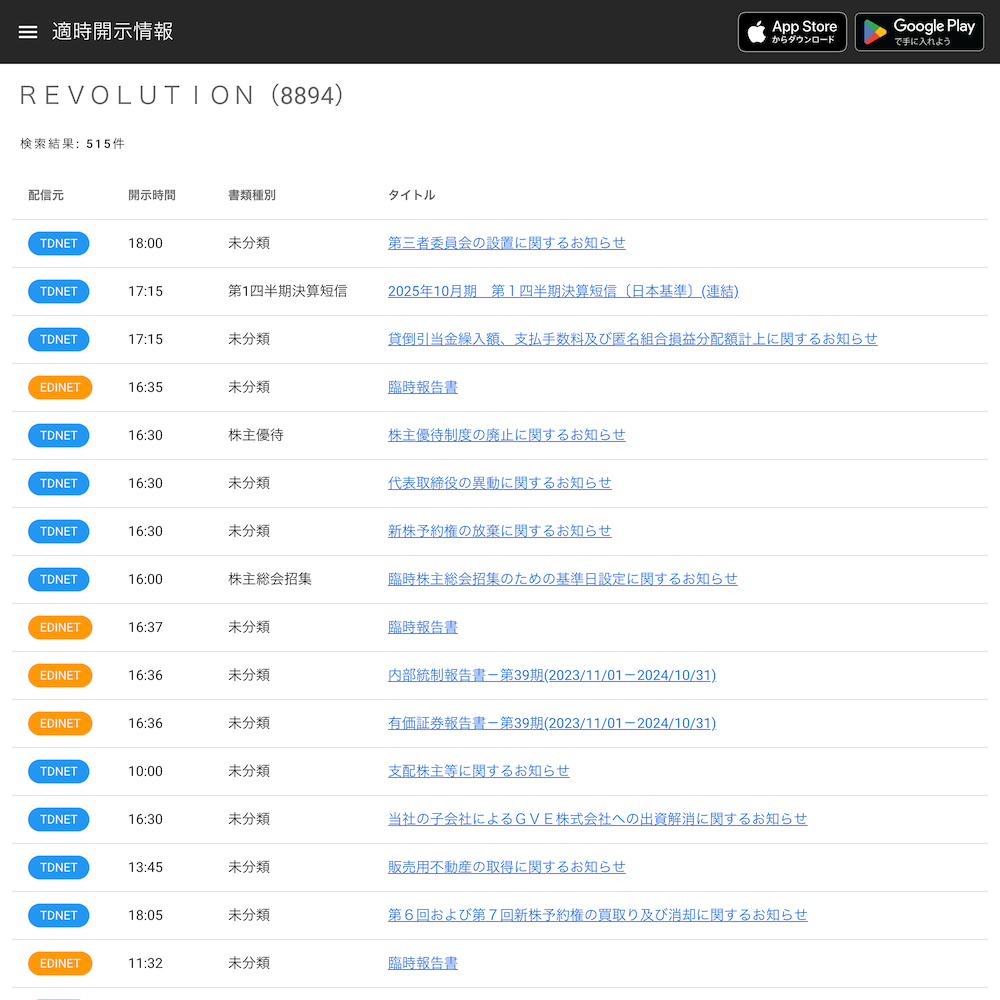 適時開示情報
App Store
からダウンロード
Google Play
で手に入れよう
ＲＥＶＯＬＵＴＩＯＮ（8894）
検索結果: 515件
配信元 開示時間 書類種別 タイトル
TDNET 18:00 未分類 第三者委員会の設置に関するお知らせ
TDNET 17:15 第1四半期決算短信 2025年10月期　第１四半期決算短信〔日本基準〕(連結)
TDNET 17:15 未分類 貸倒引当金繰入額、支払手数料及び匿名組合損益分配額計上に関するお知らせ
EDINET 16:35 未分類 臨時報告書
TDNET 16:30 株主優待 株主優待制度の廃止に関するお知らせ
TDNET 16:30 未分類 代表取締役の異動に関するお知らせ
TDNET 16:30 未分類 新株予約権の放棄に関するお知らせ
TDNET 16:00 株主総会招集 臨時株主総会招集のための基準日設定に関するお知らせ
EDINET 16:37 未分類 臨時報告書
EDINET 16:36 未分類 内部統制報告書－第39期(2023/11/01－2024/10/31)
EDINET 16:36 未分類 有価証券報告書－第39期(2023/11/01－2024/10/31)
TDNET 10:00 未分類 支配株主等に関するお知らせ
TDNET 16:30 未分類 当社の子会社によるＧＶＥ株式会社への出資解消に関するお知らせ
TDNET 13:45 未分類 販売用不動産の取得に関するお知らせ
TDNET 18:05 未分類 第６回および第７回新株予約権の買取り及び消却に関するお知らせ
EDINET 11:32 未分類 臨時報告書